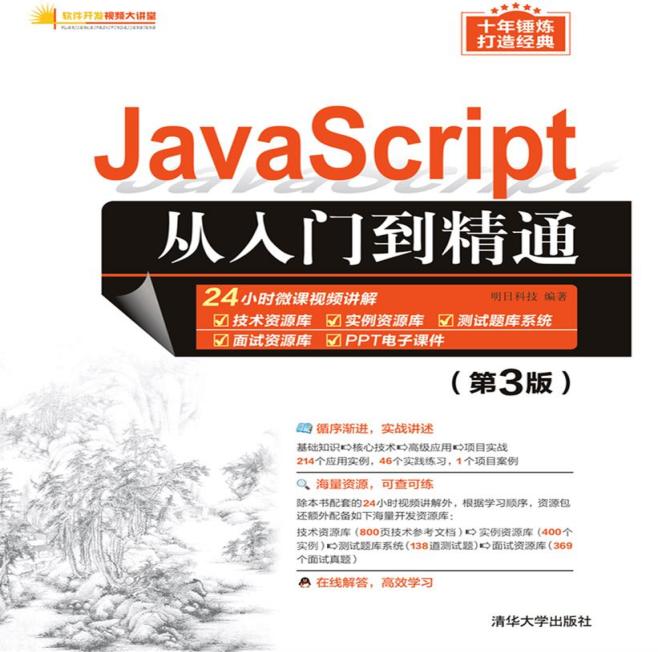 软件开发视频大讲堂
十年锤炼
打造经典
JavaScript
从入门到精通
24小时微课视频讲解
明日科技 编著
技术资源库 实例资源库 测试题库系统
面试资源库 PPT电子课件
（第3版）
循序渐进，实战讲述
基础知识➪核心技术➪高级应用➪项目实战
214个应用实例，46个实践练习，1个项目案例
海量资源，可查可练
除本书配套的24小时视频讲解外，根据学习顺序，资源包
还额外配备如下海量开发资源库：
技术资源库（800页技术参考文档）➪实例资源库（400个
实例）➪测试题库系统（138道测试题）➪面试资源库（369
个面试真题）
在线解答，高效学习
清华大学出版社